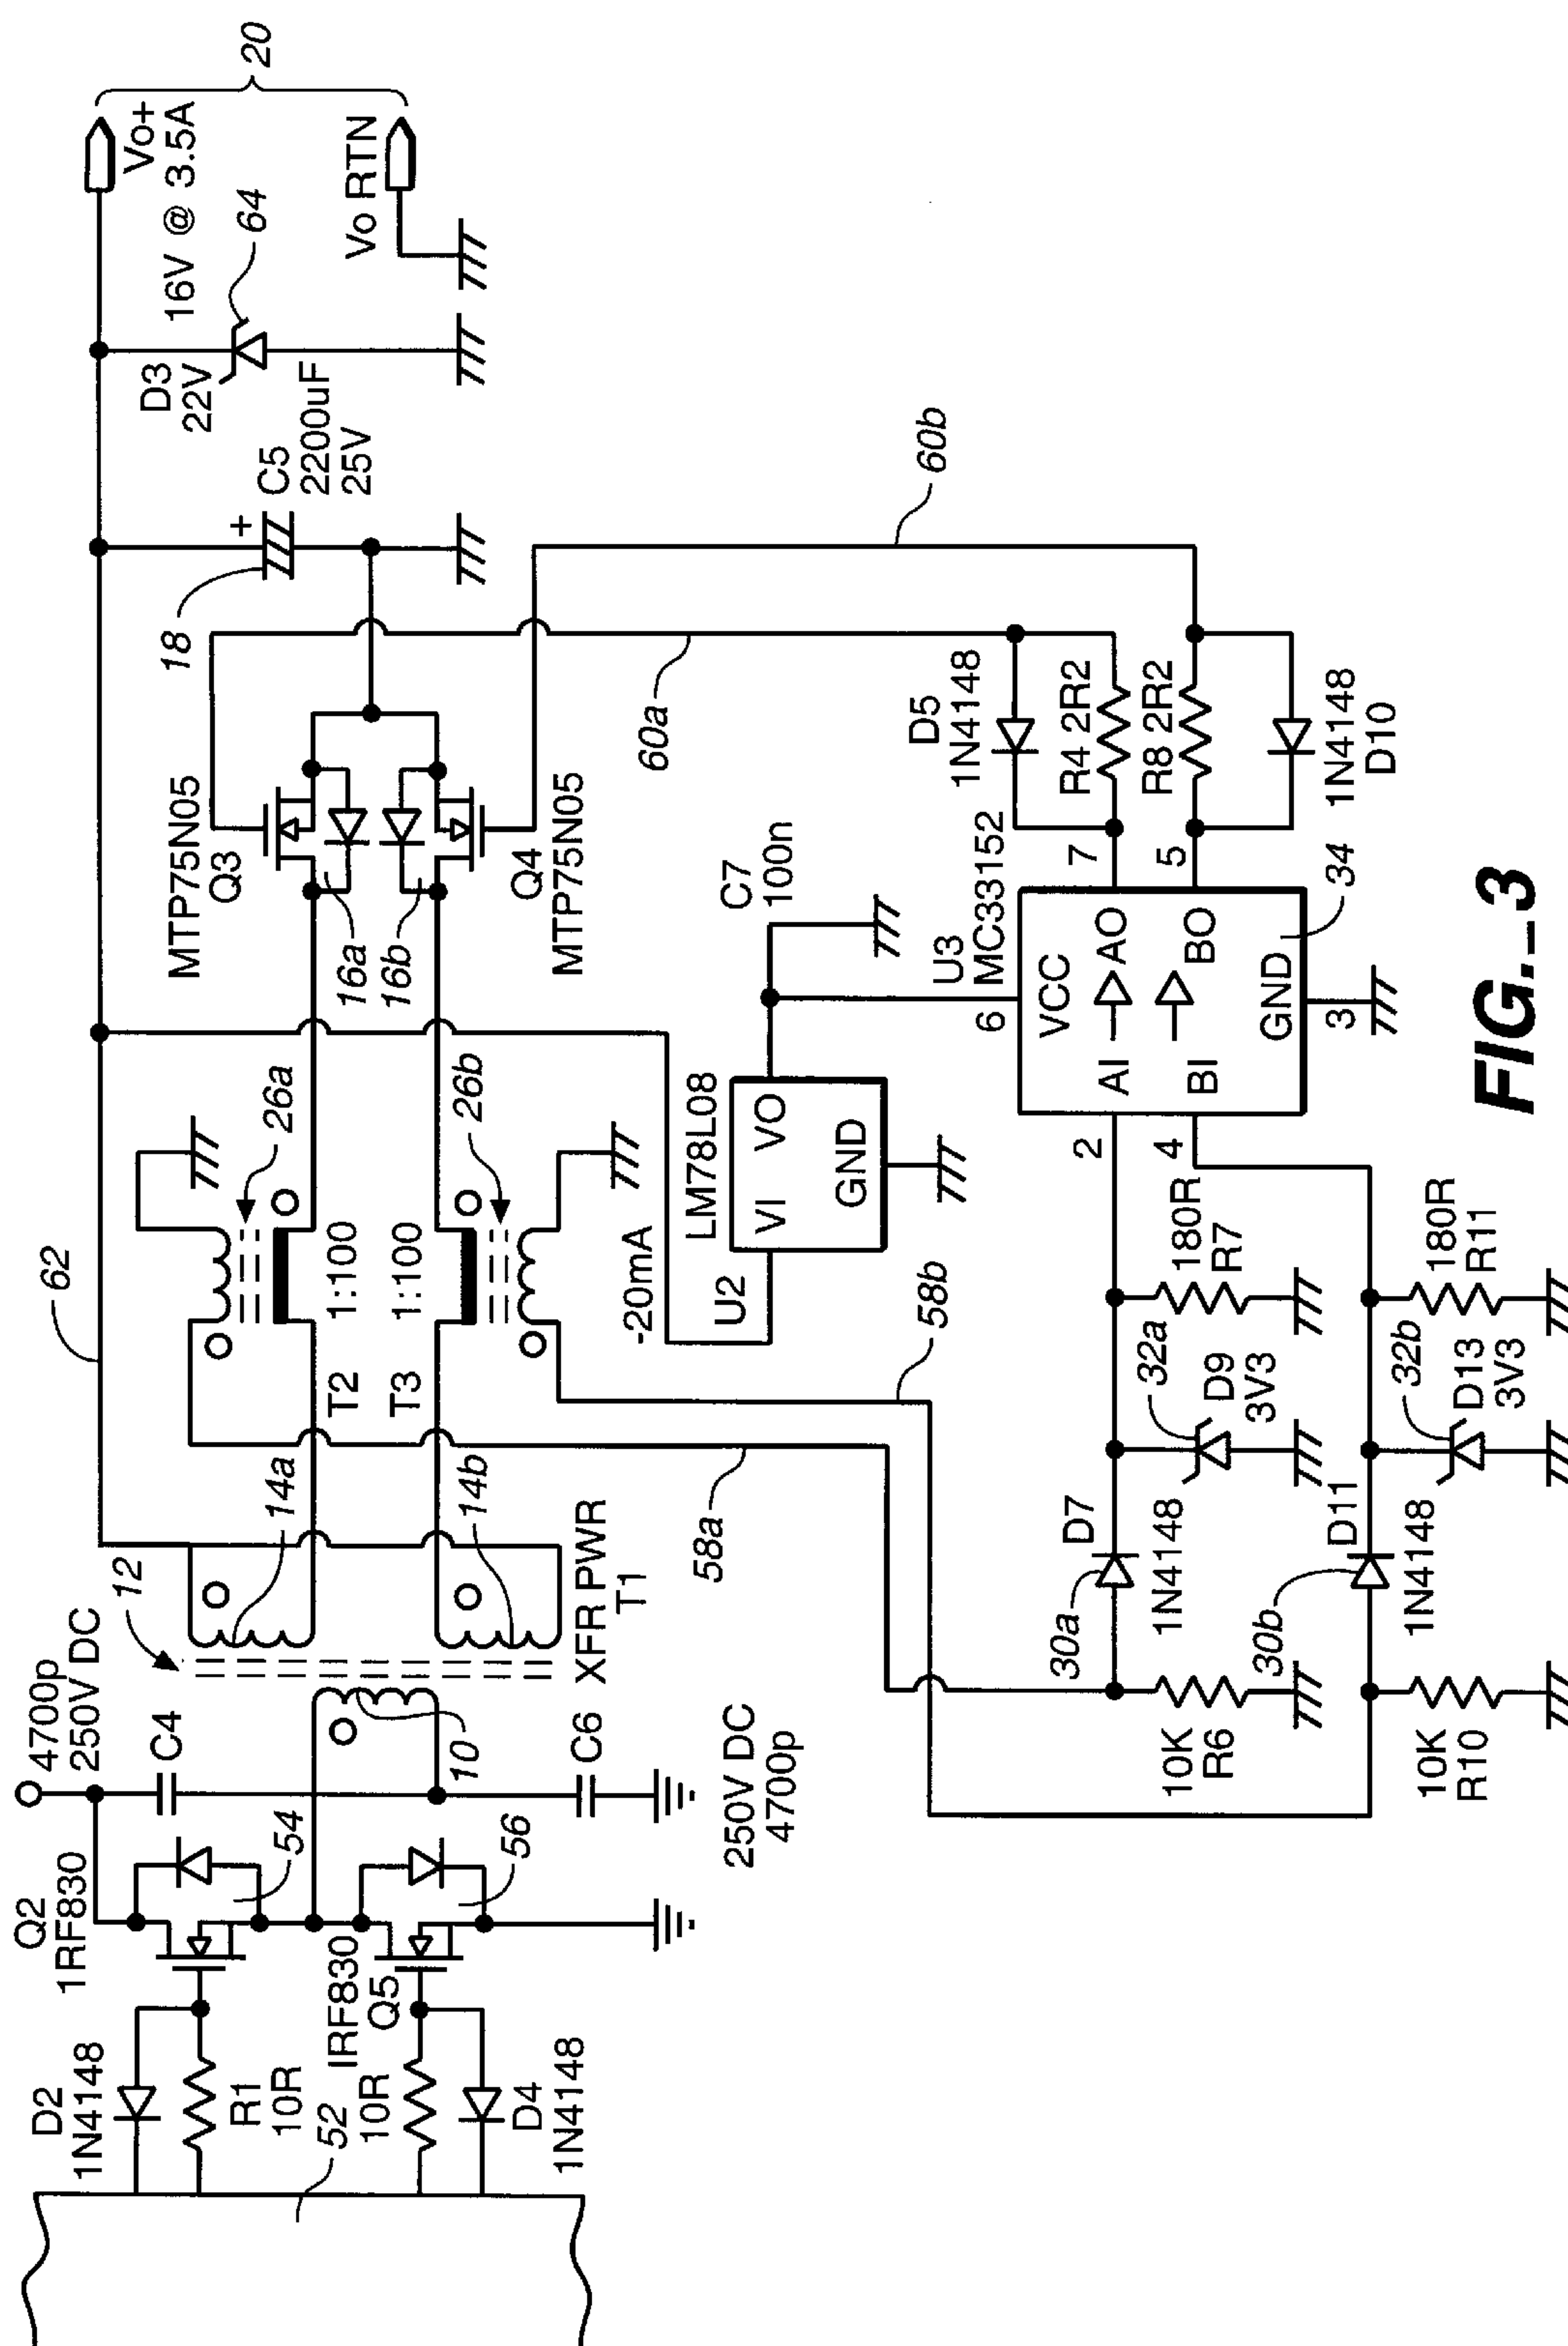 4700p
250V DC
C4
12
Q2
1RF830
54
D2
1N4148
R1
10R
52
IRF830
Q5
10R
56
D4
1N4148
10
C6
250V DC
4700p
XFR PWR
T1
14a
14b
62
T2
1:100
26a
T3
1:100
26b
-20mA
58a
58b
MTP75N05
Q3
16a
16b
Q4
MTP75N05
18
+
C5
2200uF
25V
D3
22V
64
Vo+
16V @ 3.5A
Vo RTN
20
60a
60b
LM78L08
VI VO
GND
U2
C7
100n
U3
MC33152
6
VCC
AI AO
BI BO
GND
3
2
4
7
5
34
D5
1N4148
R4 2R2
R8 2R2
1N4148
D10
30a
D7
1N4148
10K
R6
32a
D9
3V3
180R
R7
30b
D11
1N4148
10K
R10
32b
D13
3V3
180R
R11
FIG._3